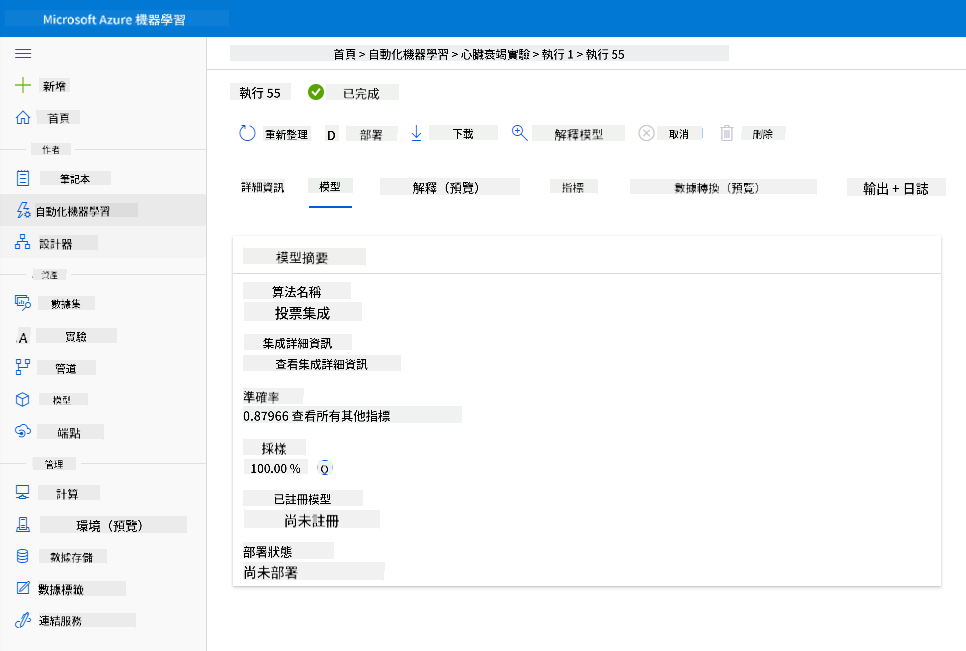 Microsoft Azure 機器學習
首頁 > 自動化機器學習 > 心臟衰竭實驗 > 執行 1 > 執行 55
新增
首頁
作者
筆記本
自動化機器學習
設計器
資產
數據集
A 實驗
管道
模型
端點
管理
計算
環境（預覽）
數據存儲
數據標籤
連結服務
執行 55 已完成
重新整理 D 部署 下載 解釋模型 取消 刪除
詳細資訊 模型 解釋（預覽） 指標 數據轉換（預覽） 輸出 + 日誌
模型摘要
算法名稱
投票集成
集成詳細資訊
查看集成詳細資訊
準確率
0.87966 查看所有其他指標
採樣
100.00 %
已註冊模型
尚未註冊
部署狀態
尚未部署